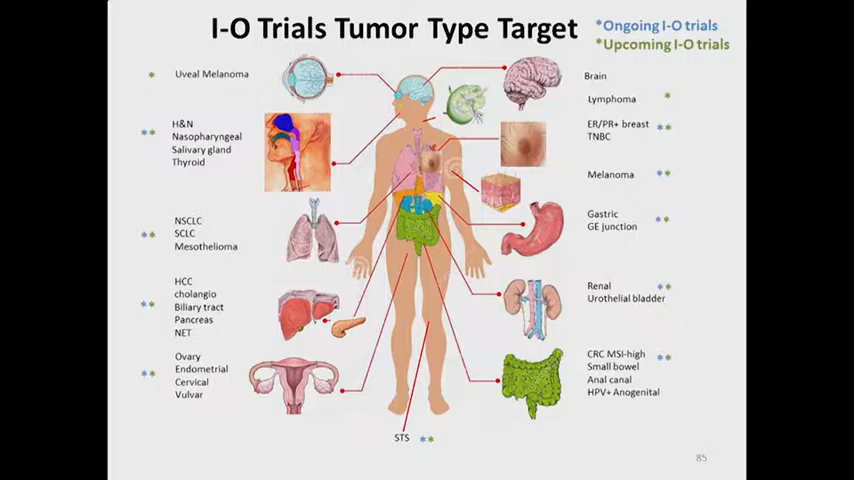 I-O Trials Tumor Type Target
*Ongoing I-O trials
*Upcoming I-O trials
* Uveal Melanoma
H&N
** Nasopharyngeal
Salivary gland
Thyroid
NSCLC
** SCLC
Mesothelioma
HCC
cholangio
** Biliary tract
Pancreas
NET
Ovary
** Endometrial
Cervical
Vulvar
Brain
Lymphoma *
ER/PR+ breast **
TNBC
Melanoma **
Gastric **
GE junction
Renal **
Urothelial bladder
CRC MSI-high **
Small bowel
Anal canal
HPV+ Anogenital
STS **
85